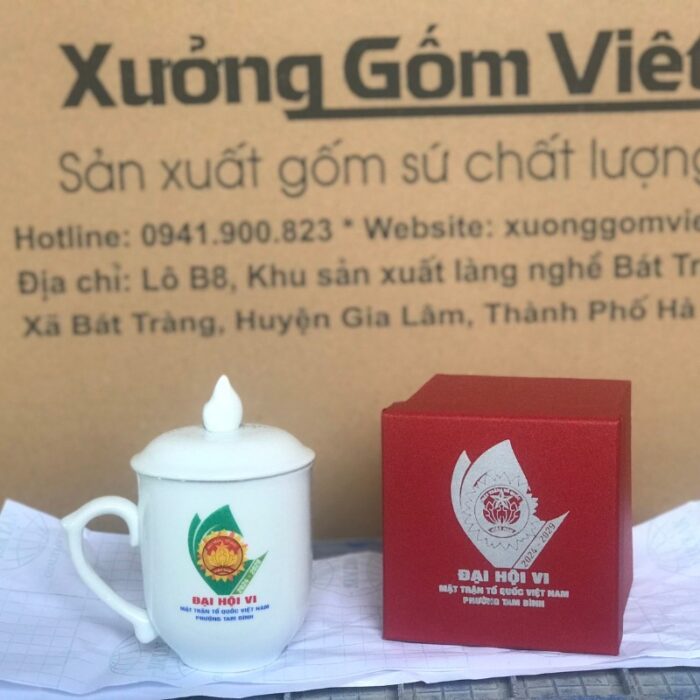 Xưởng Gốm Việt
Sản xuất gốm sứ chất lượng
Hotline: 0941.900.823 * Website: xuonggomvie
Địa chỉ: Lô B8, Khu sản xuất làng nghề Bát Tr
Xã Bát Tràng, Huyện Gia Lâm, Thành Phố Hà
ĐẠI HỘI VI
MẶT TRẬN TỔ QUỐC VIỆT NAM
PHƯỜNG TAM BÌNH
2024 - 2029
ĐẠI HỘI VI
MẶT TRẬN TỔ QUỐC VIỆT NAM
PHƯỜNG TAM BÌNH